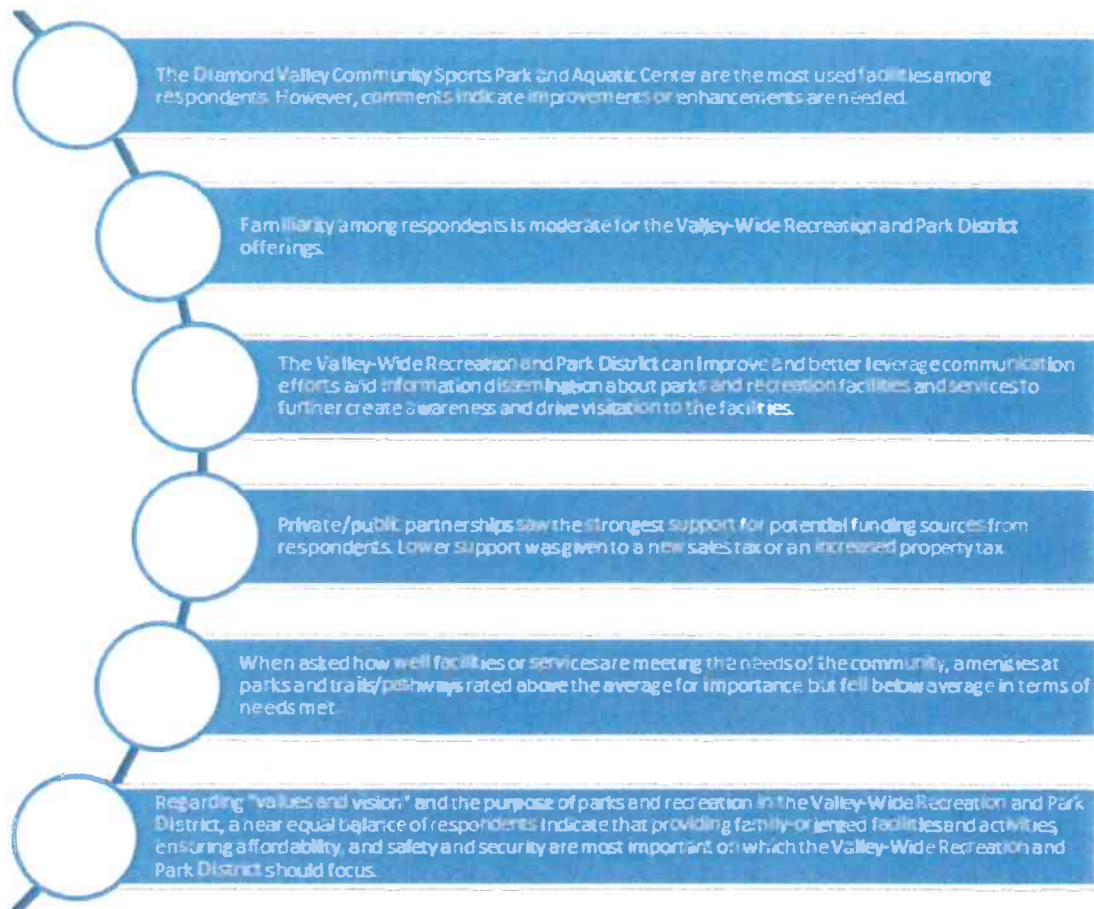 The Diamond Valley Community Sports Park and Aquatic Center are the most used facilities among
respondents. However, comments indicate improvements or enhancements are needed.
Familiarity among respondents is moderate for the Valley-Wide Recreation and Park District
offerings.
The Valley-Wide Recreation and Park District can improve and better leverage communication
efforts and information dissemination about parks and recreation facilities and services to
further create awareness and drive visitation to the facilities.
Private/public partnerships saw the strongest support for potential funding sources from
respondents. Lower support was given to a new sales tax or an increased property tax.
When asked how well facilities or services are meeting the needs of the community, amenities at
parks and trails/pathways rated above the average for importance but fell below average in terms of
needs met.
Regarding "values and vision" and the purpose of parks and recreation in the Valley-Wide Recreation and Park
District, a near equal balance of respondents indicate that providing family-oriented facilities and activities,
ensuring affordability, and safety and security are most important on which the Valley-Wide Recreation and
Park District should focus.